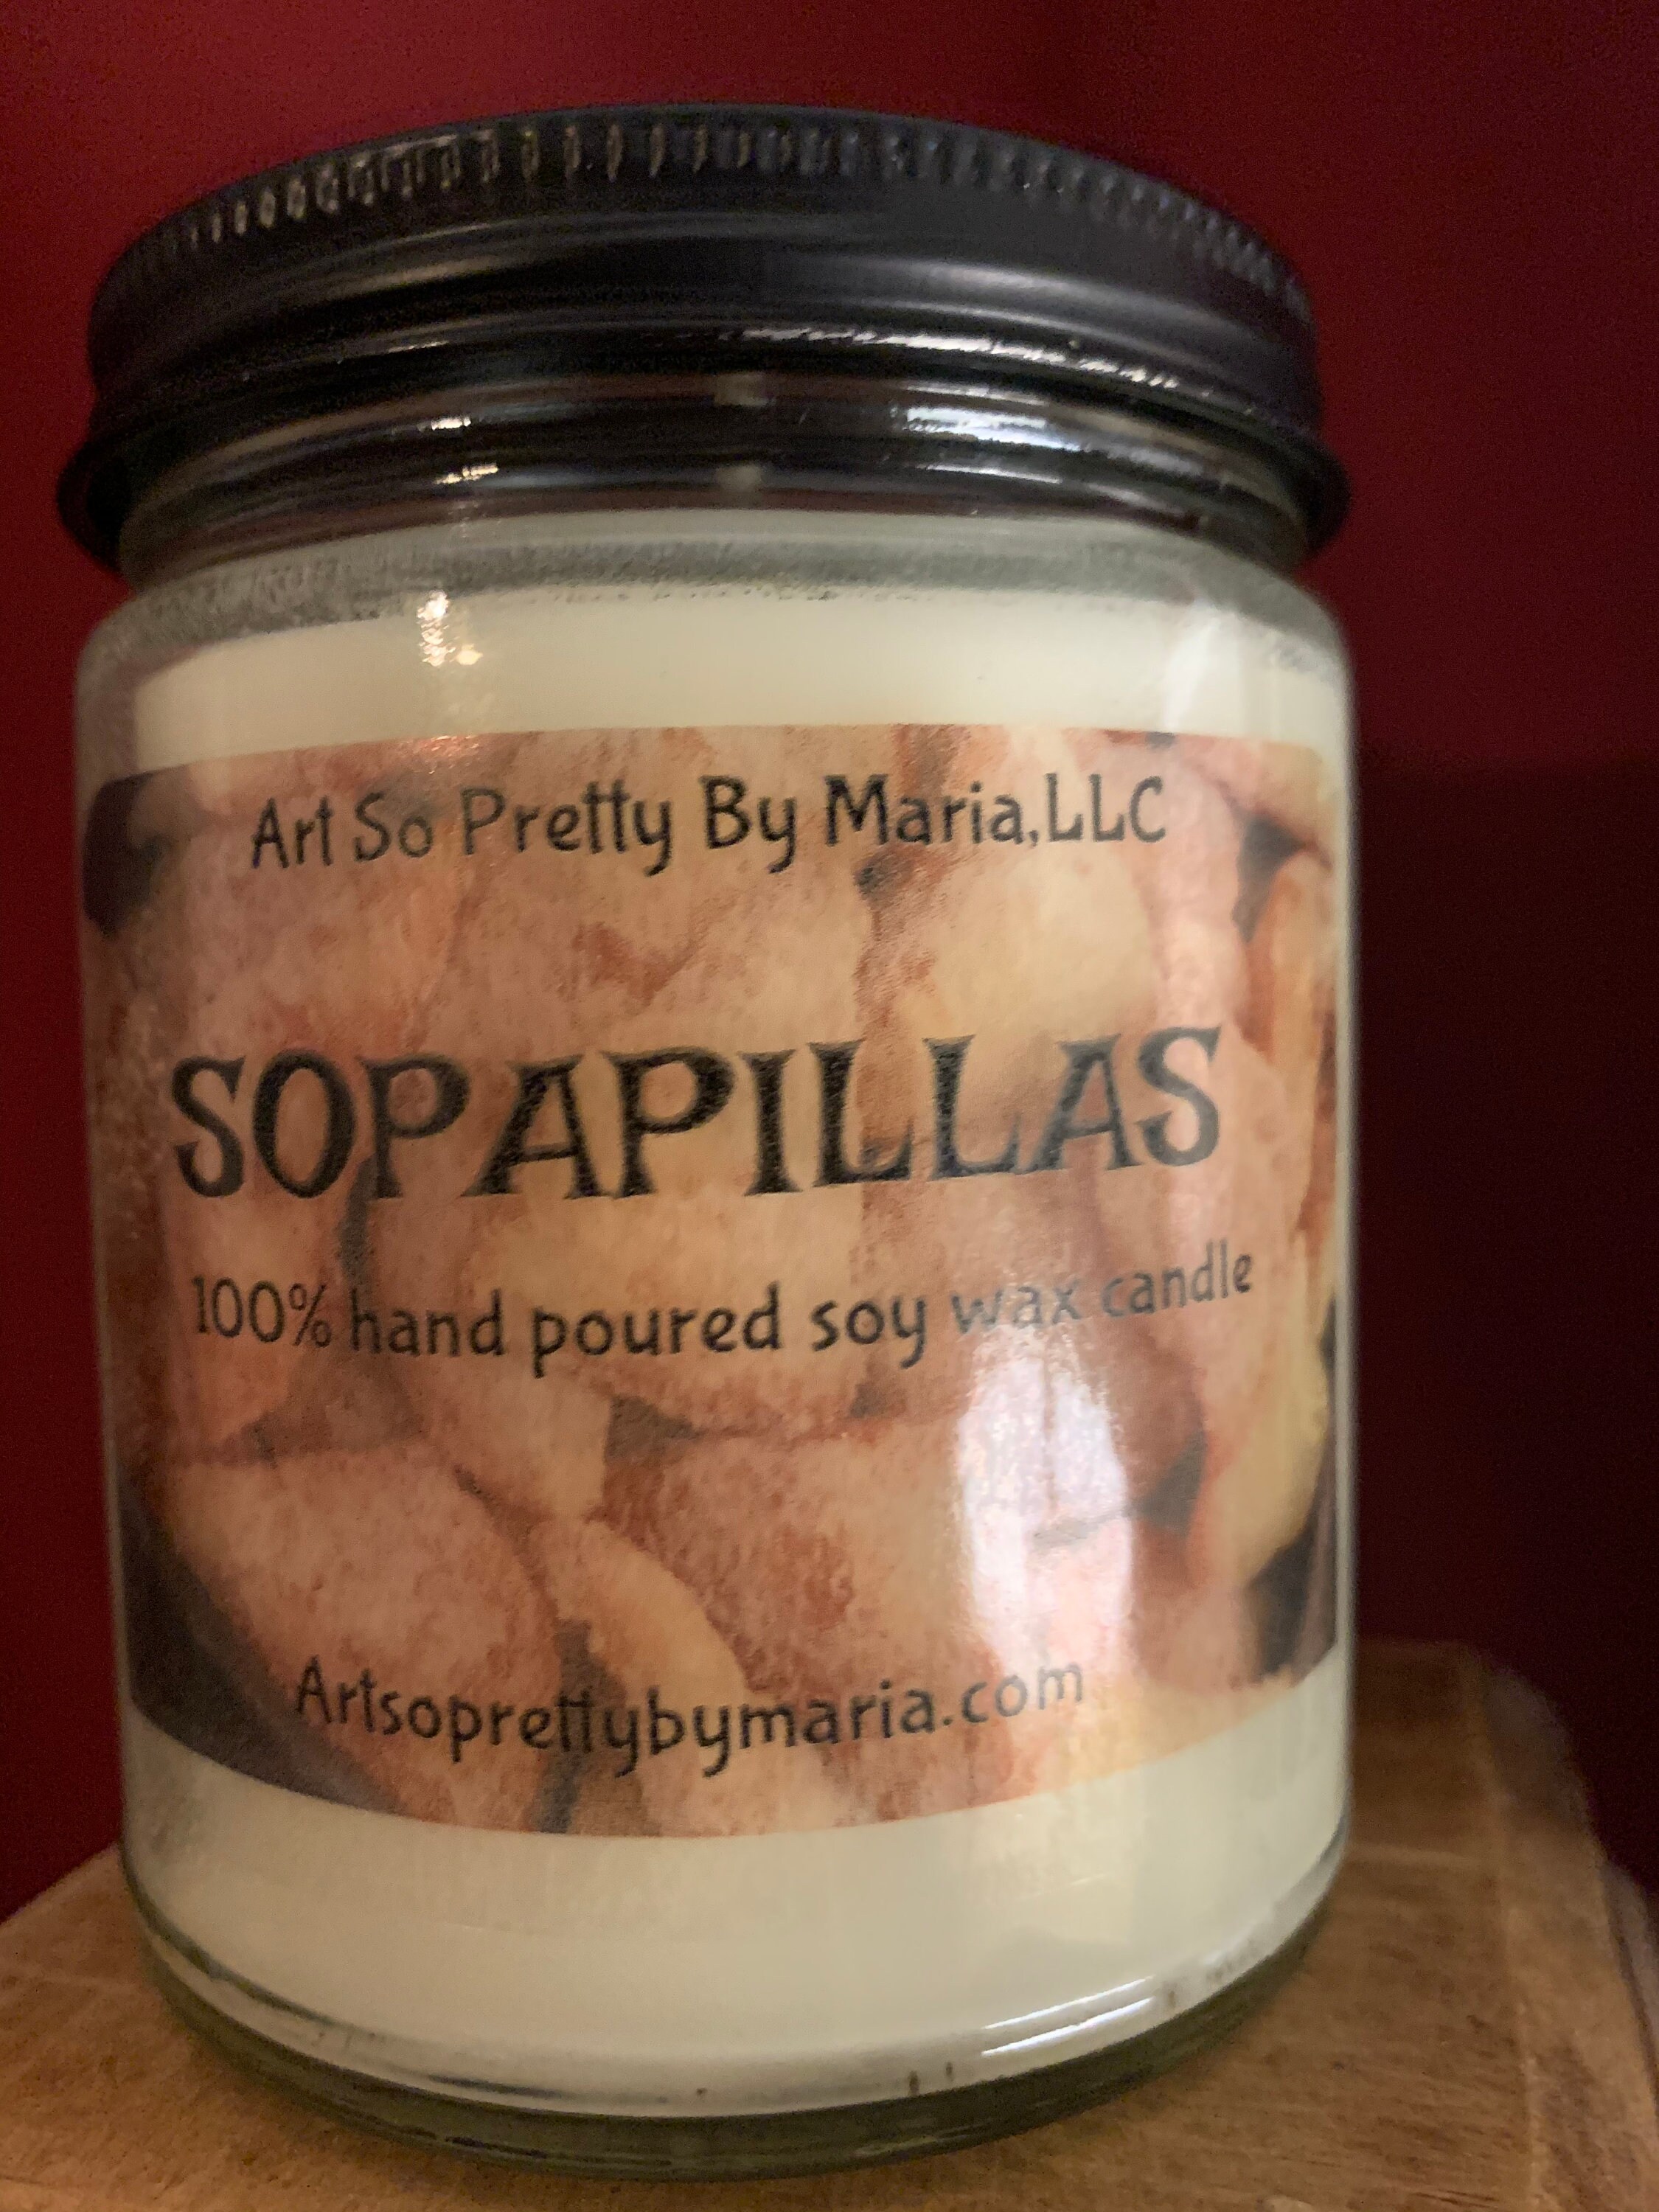 Art So Pretty By Maria,LLC
SOPAPILLAS
100% hand poured soy wax candle
Artsoprettybymaria.com